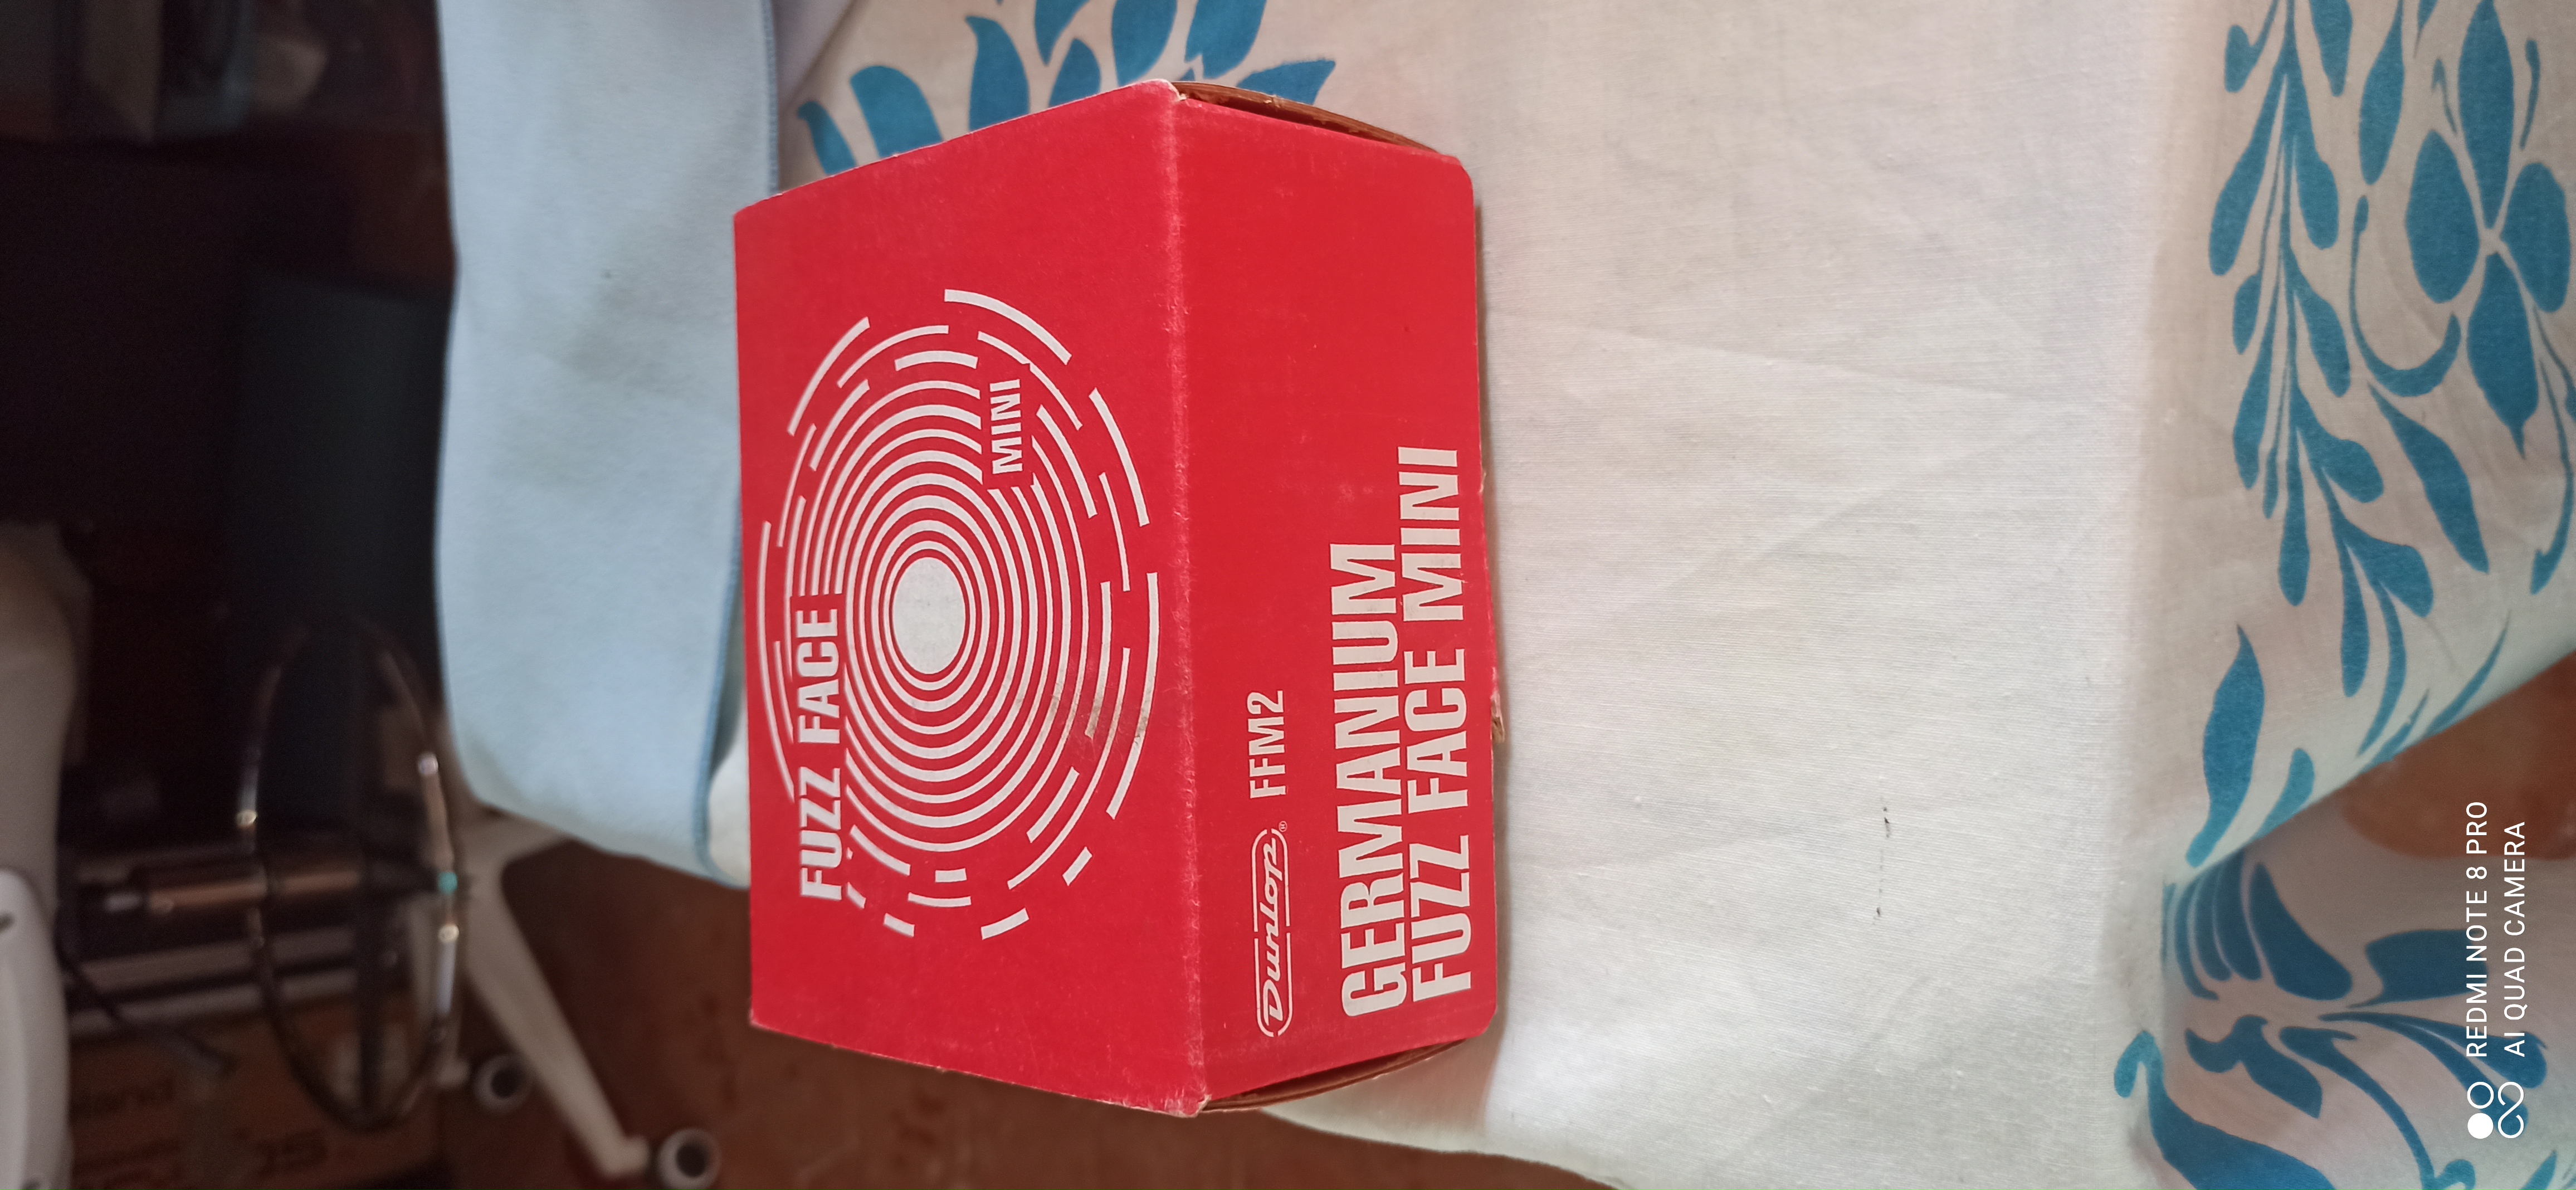 FUZZ FACE
MINI
Dunlop® FFM2
GERMANIUM
FUZZ FACE MINI
REDMI NOTE 8 PRO
AI QUAD CAMERA